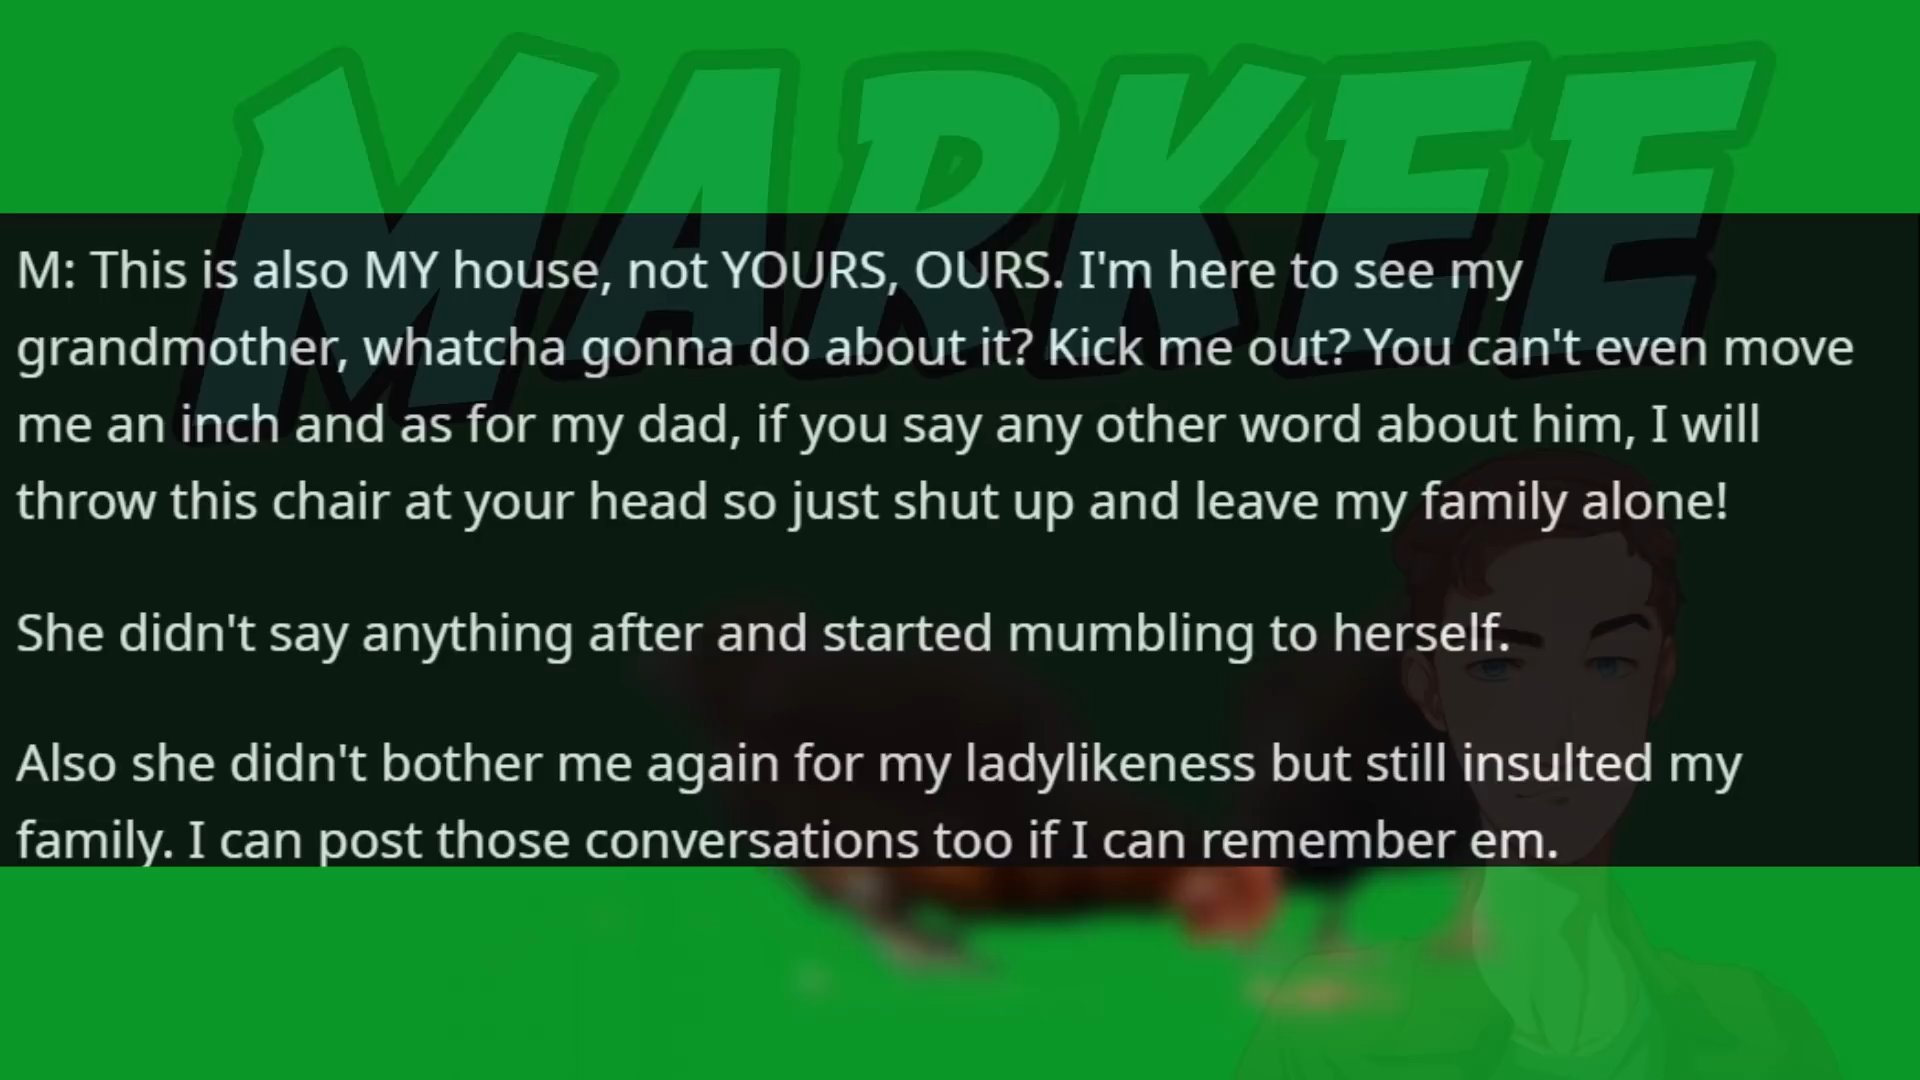 MARKEE
M: This is also MY house, not YOURS, OURS. I'm here to see my
grandmother, whatcha gonna do about it? Kick me out? You can't even move
me an inch and as for my dad, if you say any other word about him, I will
throw this chair at your head so just shut up and leave my family alone!
She didn't say anything after and started mumbling to herself.
Also she didn't bother me again for my ladylikeness but still insulted my
family. I can post those conversations too if I can remember em.